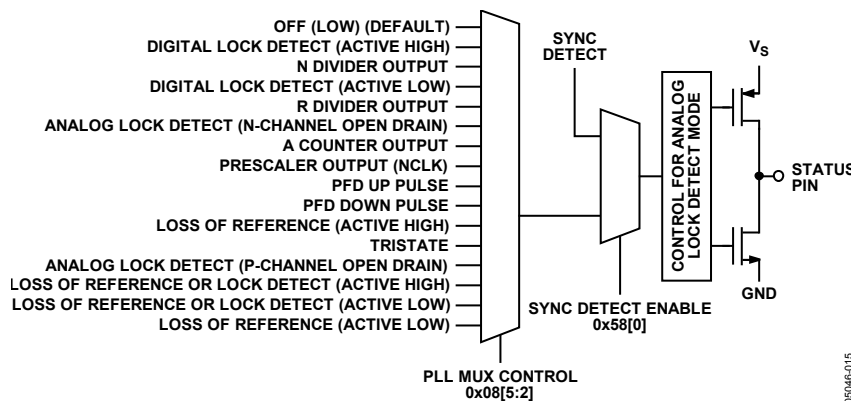 OFF (LOW) (DEFAULT)
DIGITAL LOCK DETECT (ACTIVE HIGH)
N DIVIDER OUTPUT
DIGITAL LOCK DETECT (ACTIVE LOW)
R DIVIDER OUTPUT
ANALOG LOCK DETECT (N-CHANNEL OPEN DRAIN)
A COUNTER OUTPUT
PRESCALER OUTPUT (NCLK)
PFD UP PULSE
PFD DOWN PULSE
LOSS OF REFERENCE (ACTIVE HIGH)
TRISTATE
ANALOG LOCK DETECT (P-CHANNEL OPEN DRAIN)
LOSS OF REFERENCE OR LOCK DETECT (ACTIVE HIGH)
LOSS OF REFERENCE OR LOCK DETECT (ACTIVE LOW)
LOSS OF REFERENCE (ACTIVE LOW)
PLL MUX CONTROL
0x08[5:2]
SYNC
DETECT
SYNC DETECT ENABLE
0x58[0]
CONTROL FOR ANALOG
LOCK DETECT MODE
VS
STATUS
PIN
GND
05046-015